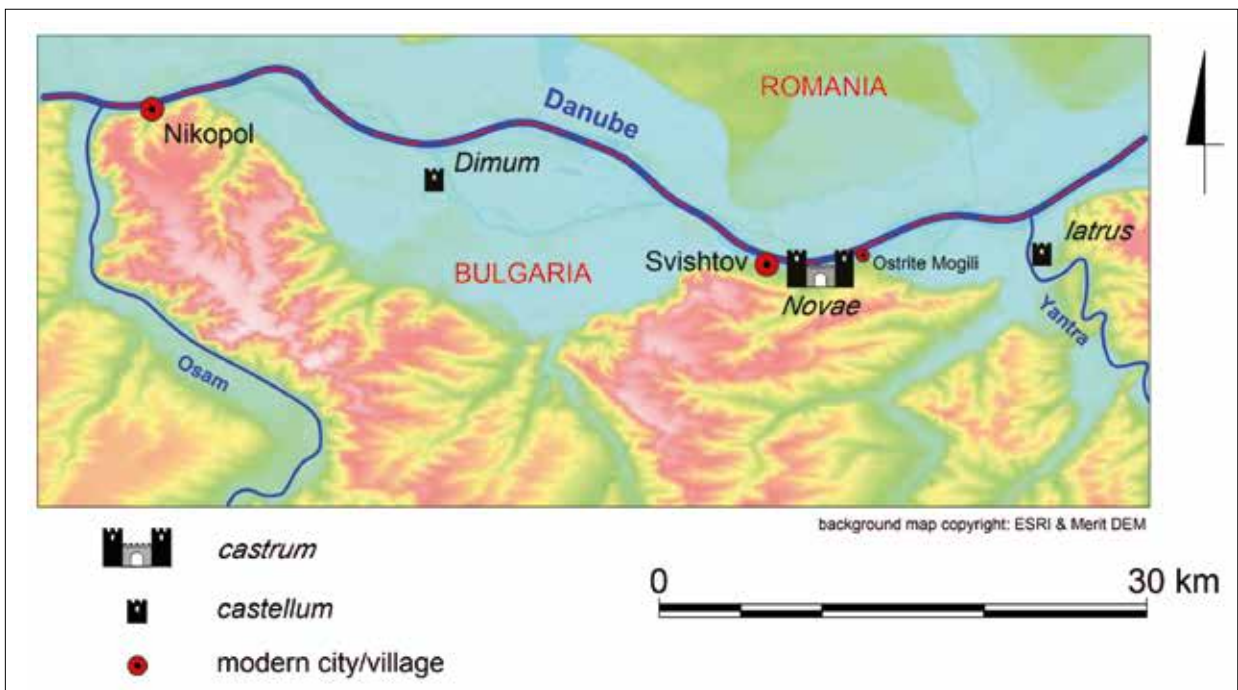 ROMANIA
Danube
Nikopol
Dimum
BULGARIA
Svishtov
Ostrite Mogili
Iatrus
Novae
Yantra
Osam
background map copyright: ESRI & Merit DEM
castrum
0 30 km
castellum
modern city/village